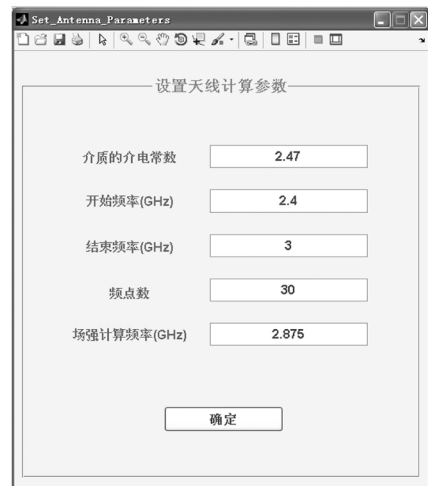 Set_Antenna_Parameters
设置天线计算参数
介质的介电常数 2.47
开始频率(GHz) 2.4
结束频率(GHz) 3
频点数 30
场强计算频率(GHz) 2.875
确定